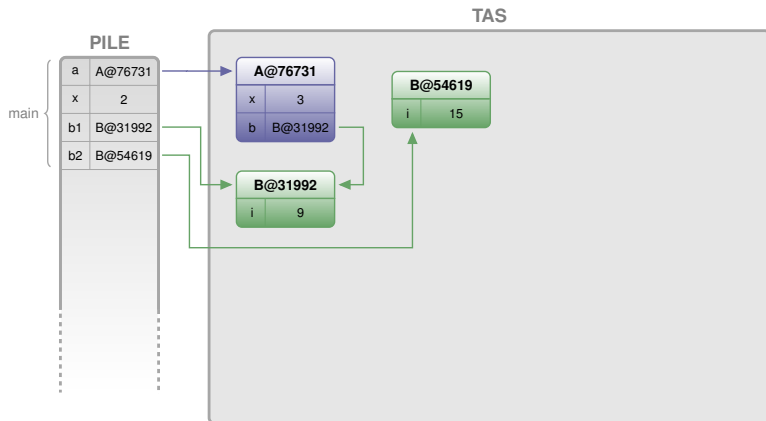 TAS
PILE
main
a A@76731
x 2
b1 B@31992
b2 B@54619
A@76731
x 3
b B@31992
B@54619
i 15
B@31992
i 9